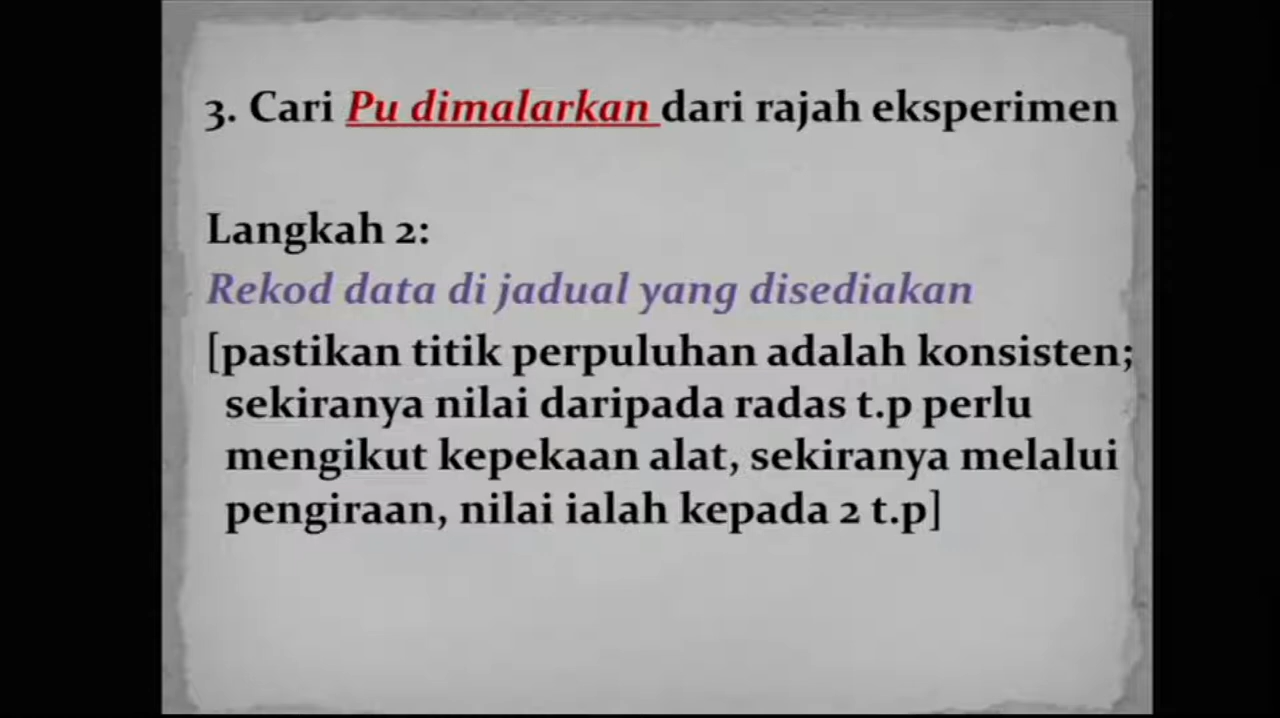 3. Cari Pu dimalarkan dari rajah eksperimen
Langkah 2:
Rekod data di jadual yang disediakan
[pastikan titik perpuluhan adalah konsisten;
sekiranya nilai daripada radas t.p perlu
mengikut kepekaan alat, sekiranya melalui
pengiraan, nilai ialah kepada 2 t.p]